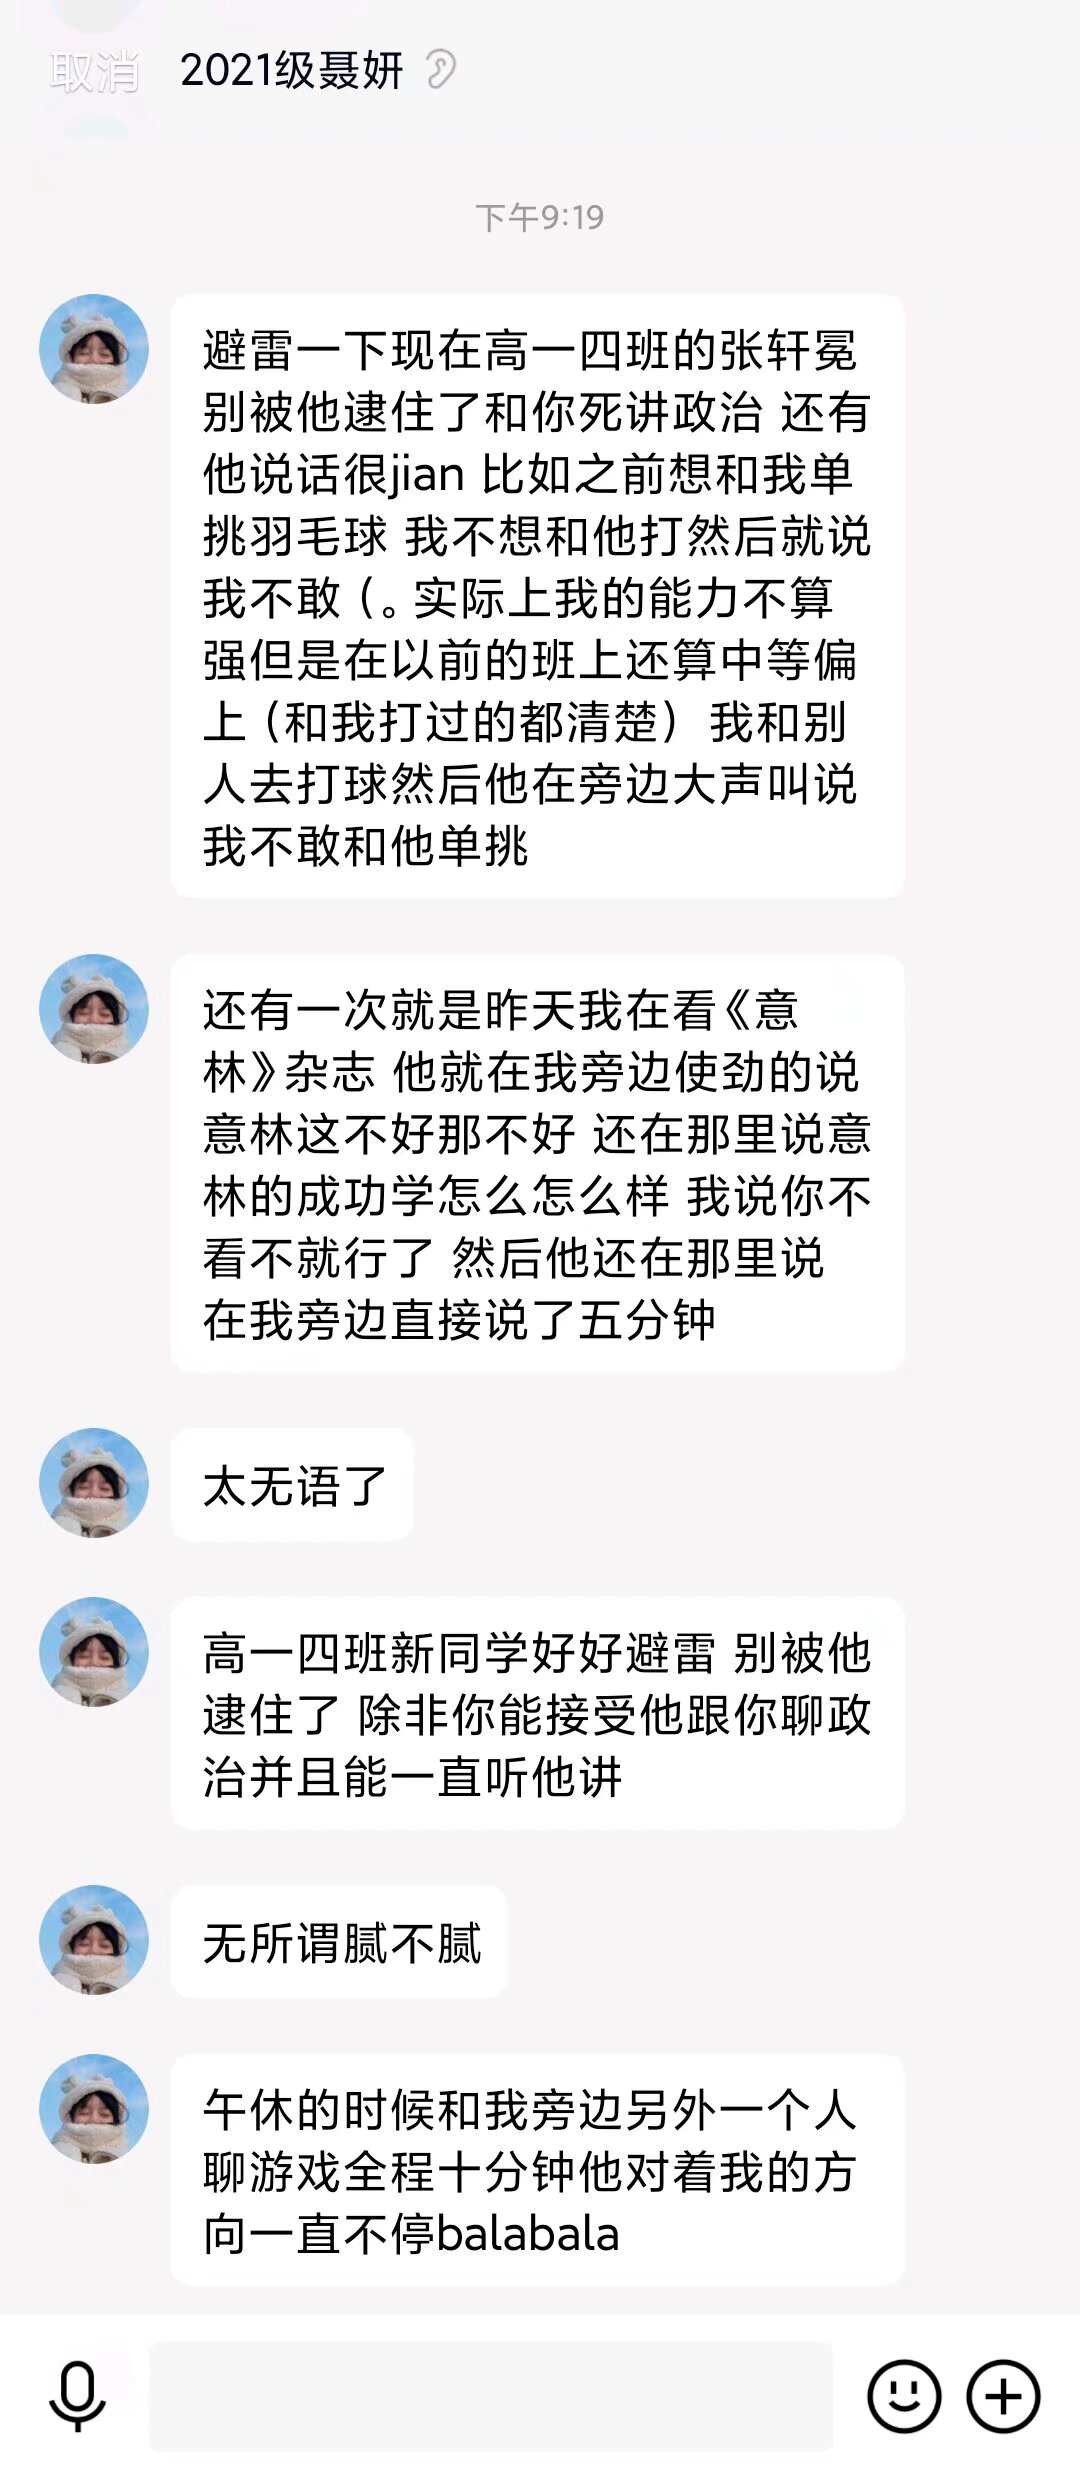 取消 2021级聂妍
下午9:19
避雷一下现在高一四班的张轩冕
别被他逮住了和你死讲政治 还有
他说话很jian 比如之前想和我单
挑羽毛球 我不想和他打然后就说
我不敢（。实际上我的能力不算
强但是在以前的班上还算中等偏
上（和我打过的都清楚） 我和别
人去打球然后他在旁边大声叫说
我不敢和他单挑
还有一次就是昨天我在看《意
林》杂志 他就在我旁边使劲的说
意林这不好那不好 还在那里说意
林的成功学怎么怎么样 我说你不
看不就行了 然后他还在那里说
在我旁边直接说了五分钟
太无语了
高一四班新同学好好避雷 别被他
逮住了 除非你能接受他跟你聊政
治并且能一直听他讲
无所谓腻不腻
午休的时候和我旁边另外一个人
聊游戏全程十分钟他对着我的方
向一直不停balabala